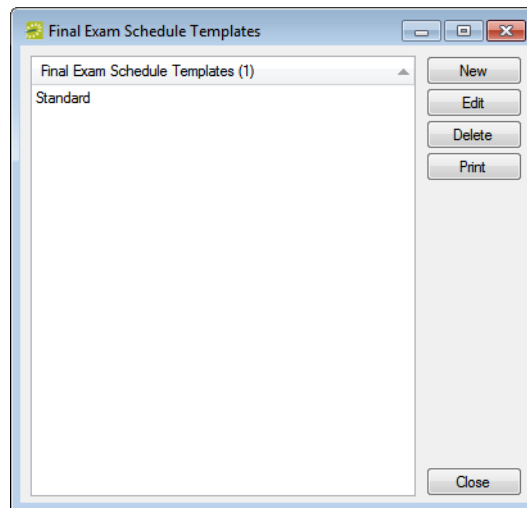 Final Exam Schedule Templates
Final Exam Schedule Templates (1)
Standard
New
Edit
Delete
Print
Close